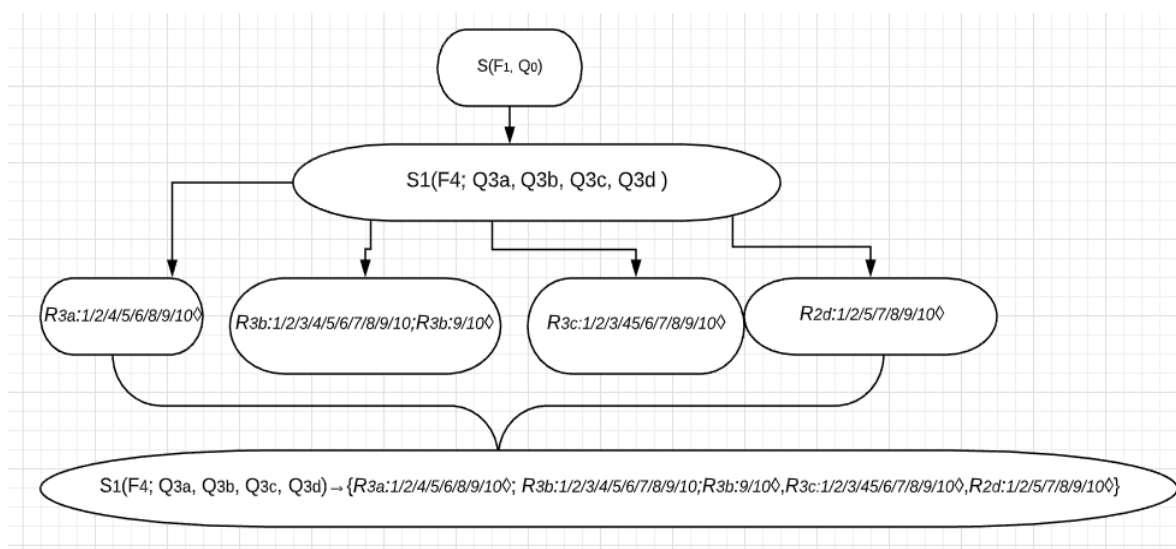 S(F1, Q0)
S1(F4; Q3a, Q3b, Q3c, Q3d )
R3a:1/2/4/5/6/8/9/10◊
R3b:1/2/3/4/5/6/7/8/9/10;R3b:9/10◊
R3c:1/2/3/45/6/7/8/9/10◊
R2d:1/2/5/7/8/9/10◊
S1(F4; Q3a, Q3b, Q3c, Q3d)→{R3a:1/2/4/5/6/8/9/10◊; R3b:1/2/3/4/5/6/7/8/9/10;R3b:9/10◊,R3c:1/2/3/45/6/7/8/9/10◊,R2d:1/2/5/7/8/9/10◊}